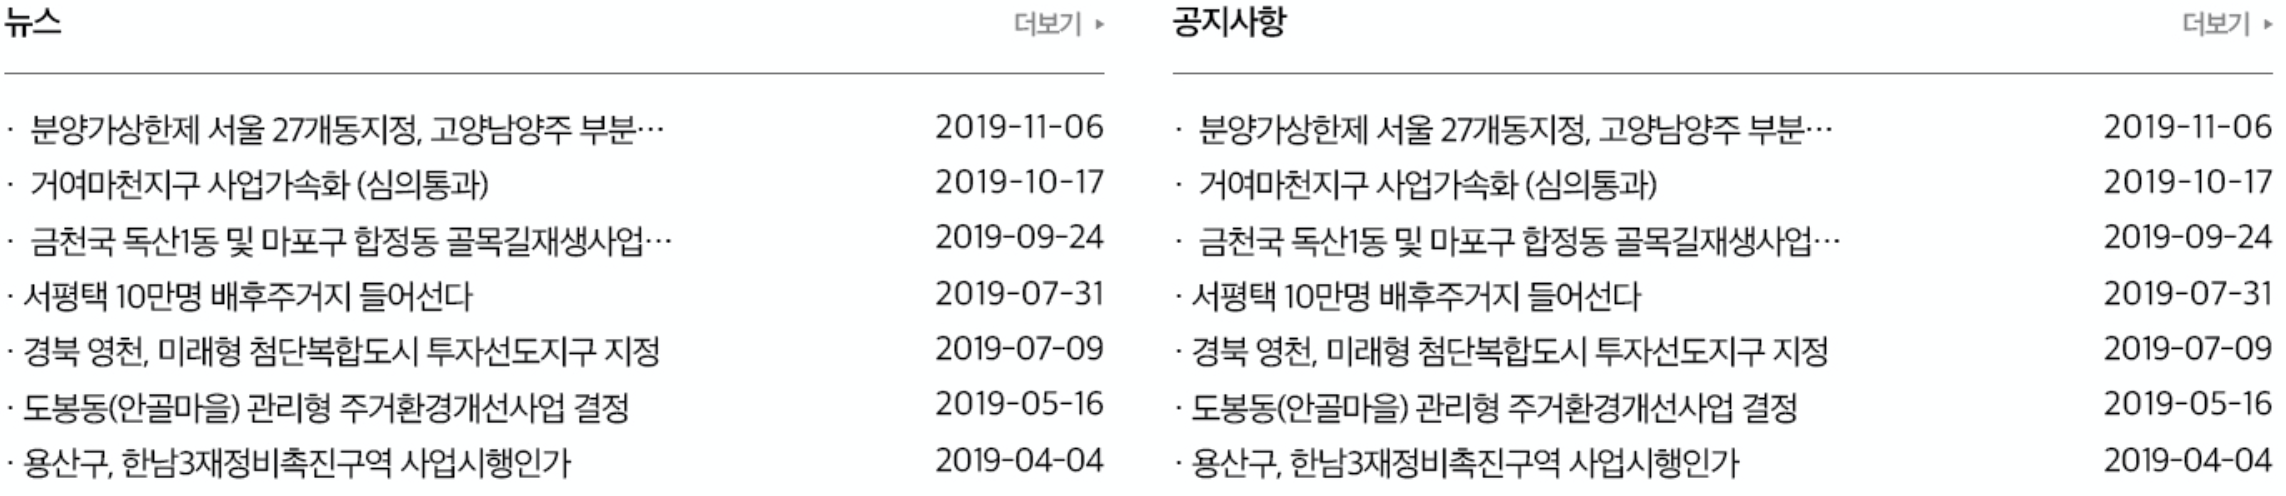 뉴스 더보기 ▸
· 분양가상한제 서울 27개동지정, 고양남양주 부분… 2019-11-06
· 거여마천지구 사업가속화 (심의통과) 2019-10-17
· 금천국 독산1동 및 마포구 합정동 골목길재생사업… 2019-09-24
· 서평택 10만명 배후주거지 들어선다 2019-07-31
· 경북 영천, 미래형 첨단복합도시 투자선도지구 지정 2019-07-09
· 도봉동(안골마을) 관리형 주거환경개선사업 결정 2019-05-16
· 용산구, 한남3재정비촉진구역 사업시행인가 2019-04-04
공지사항 더보기 ▸
· 분양가상한제 서울 27개동지정, 고양남양주 부분… 2019-11-06
· 거여마천지구 사업가속화 (심의통과) 2019-10-17
· 금천국 독산1동 및 마포구 합정동 골목길재생사업… 2019-09-24
· 서평택 10만명 배후주거지 들어선다 2019-07-31
· 경북 영천, 미래형 첨단복합도시 투자선도지구 지정 2019-07-09
· 도봉동(안골마을) 관리형 주거환경개선사업 결정 2019-05-16
· 용산구, 한남3재정비촉진구역 사업시행인가 2019-04-04